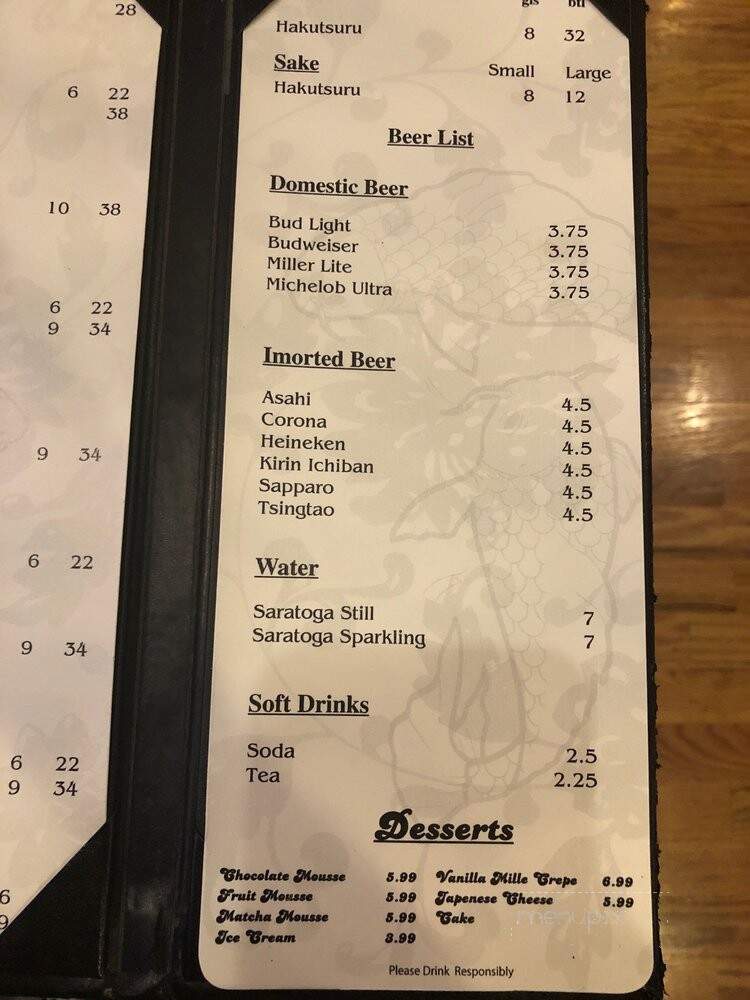 28
6 22
38
10 38
6 22
9 34
9 34
6 22
9 34
6 22
9 34
6
9
gls btl
Hakutsuru 8 32
Sake Small Large
Hakutsuru 8 12
Beer List
Domestic Beer
Bud Light 3.75
Budweiser 3.75
Miller Lite 3.75
Michelob Ultra 3.75
Imorted Beer
Asahi 4.5
Corona 4.5
Heineken 4.5
Kirin Ichiban 4.5
Sapparo 4.5
Tsingtao 4.5
Water
Saratoga Still 7
Saratoga Sparkling 7
Soft Drinks
Soda 2.5
Tea 2.25
Desserts
Chocolate Mousse 5.99 Vanilla Mille Crepe 6.99
Fruit Mousse 5.99 Japenese Cheese 5.99
Matcha Mousse 5.99 Cake
Ice Cream 3.99
Please Drink Responsibly